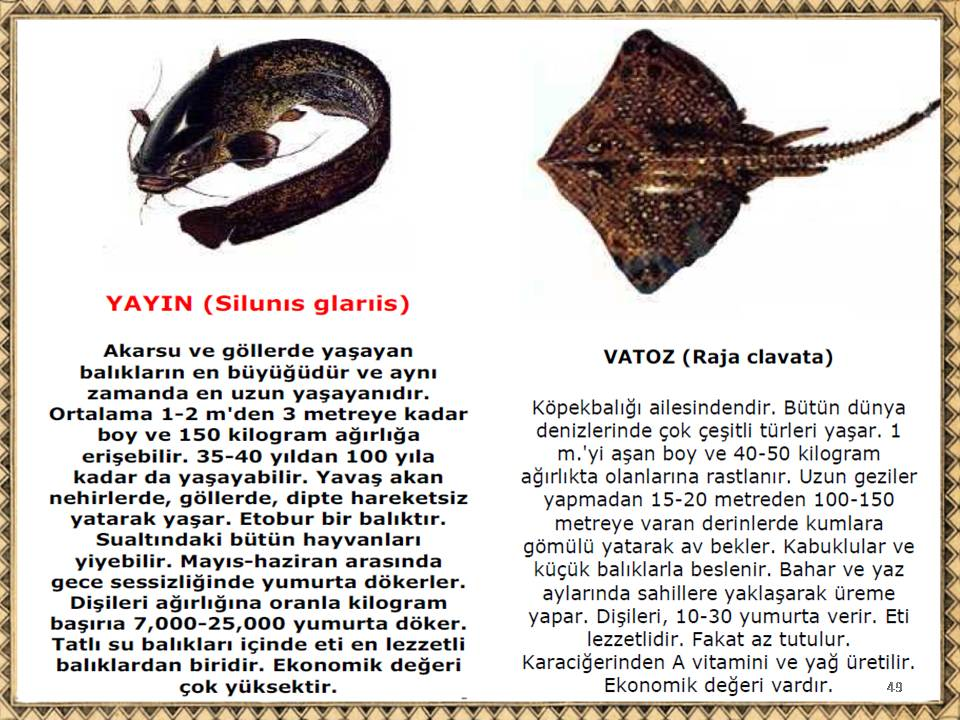 YAYIN (Silunıs glarıis)
Akarsu ve göllerde yaşayan
balıkların en büyüğüdür ve aynı
zamanda en uzun yaşayanıdır.
Ortalama 1-2 m'den 3 metreye kadar
boy ve 150 kilogram ağırlığa
erişebilir. 35-40 yıldan 100 yıla
kadar da yaşayabilir. Yavaş akan
nehirlerde, göllerde, dipte hareketsiz
yatarak yaşar. Etobur bir balıktır.
Sualtındaki bütün hayvanları
yiyebilir. Mayıs-haziran arasında
gece sessizliğinde yumurta dökerler.
Dişileri ağırlığına oranla kilogram
başırıa 7,000-25,000 yumurta döker.
Tatlı su balıkları içinde eti en lezzetli
balıklardan biridir. Ekonomik değeri
çok yüksektir.
VATOZ (Raja clavata)
Köpekbalığı ailesindendir. Bütün dünya
denizlerinde çok çeşitli türleri yaşar. 1
m.'yi aşan boy ve 40-50 kilogram
ağırlıkta olanlarına rastlanır. Uzun geziler
yapmadan 15-20 metreden 100-150
metreye varan derinlerde kumlara
gömülü yatarak av bekler. Kabuklular ve
küçük balıklarla beslenir. Bahar ve yaz
aylarında sahillere yaklaşarak üreme
yapar. Dişileri, 10-30 yumurta verir. Eti
lezzetlidir. Fakat az tutulur.
Karaciğerinden A vitamini ve yağ üretilir.
Ekonomik değeri vardır.